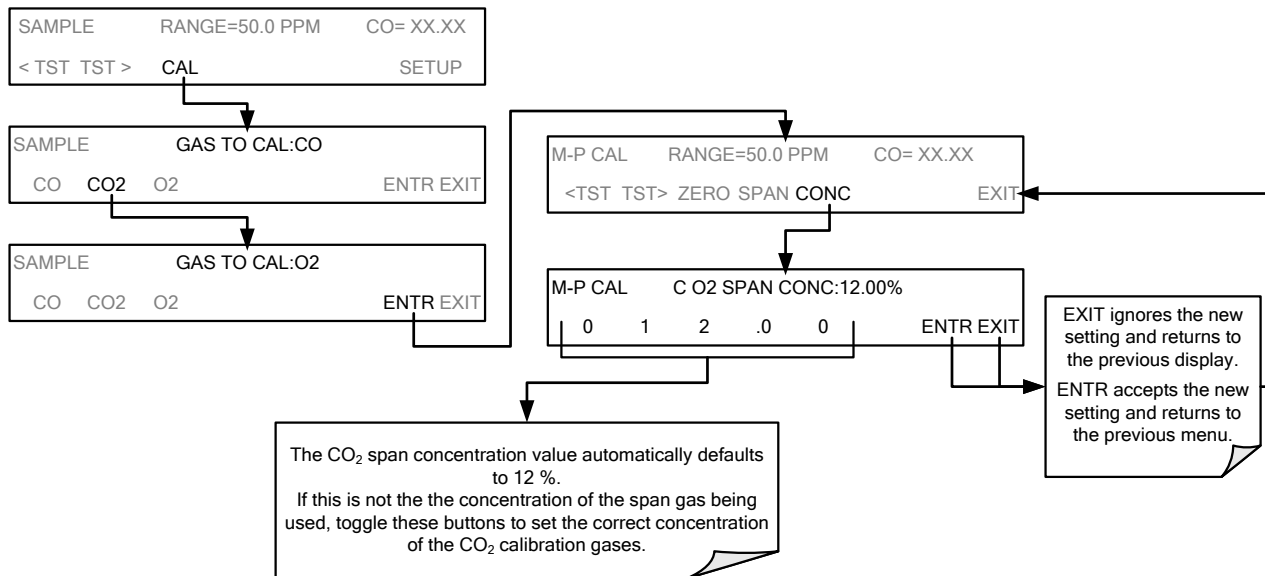 SAMPLE RANGE=50.0 PPM CO= XX.XX
< TST TST > CAL SETUP
SAMPLE GAS TO CAL:CO
CO CO2 O2 ENTR EXIT
SAMPLE GAS TO CAL:O2
CO CO2 O2 ENTR EXIT
M-P CAL RANGE=50.0 PPM CO= XX.XX
<TST TST> ZERO SPAN CONC EXIT
M-P CAL C O2 SPAN CONC:12.00%
0 1 2 .0 0 ENTR EXIT
EXIT ignores the new
setting and returns to
the previous display.
ENTR accepts the new
setting and returns to
the previous menu.
The CO₂ span concentration value automatically defaults
to 12 %.
If this is not the the concentration of the span gas being
used, toggle these buttons to set the correct concentration
of the CO₂ calibration gases.